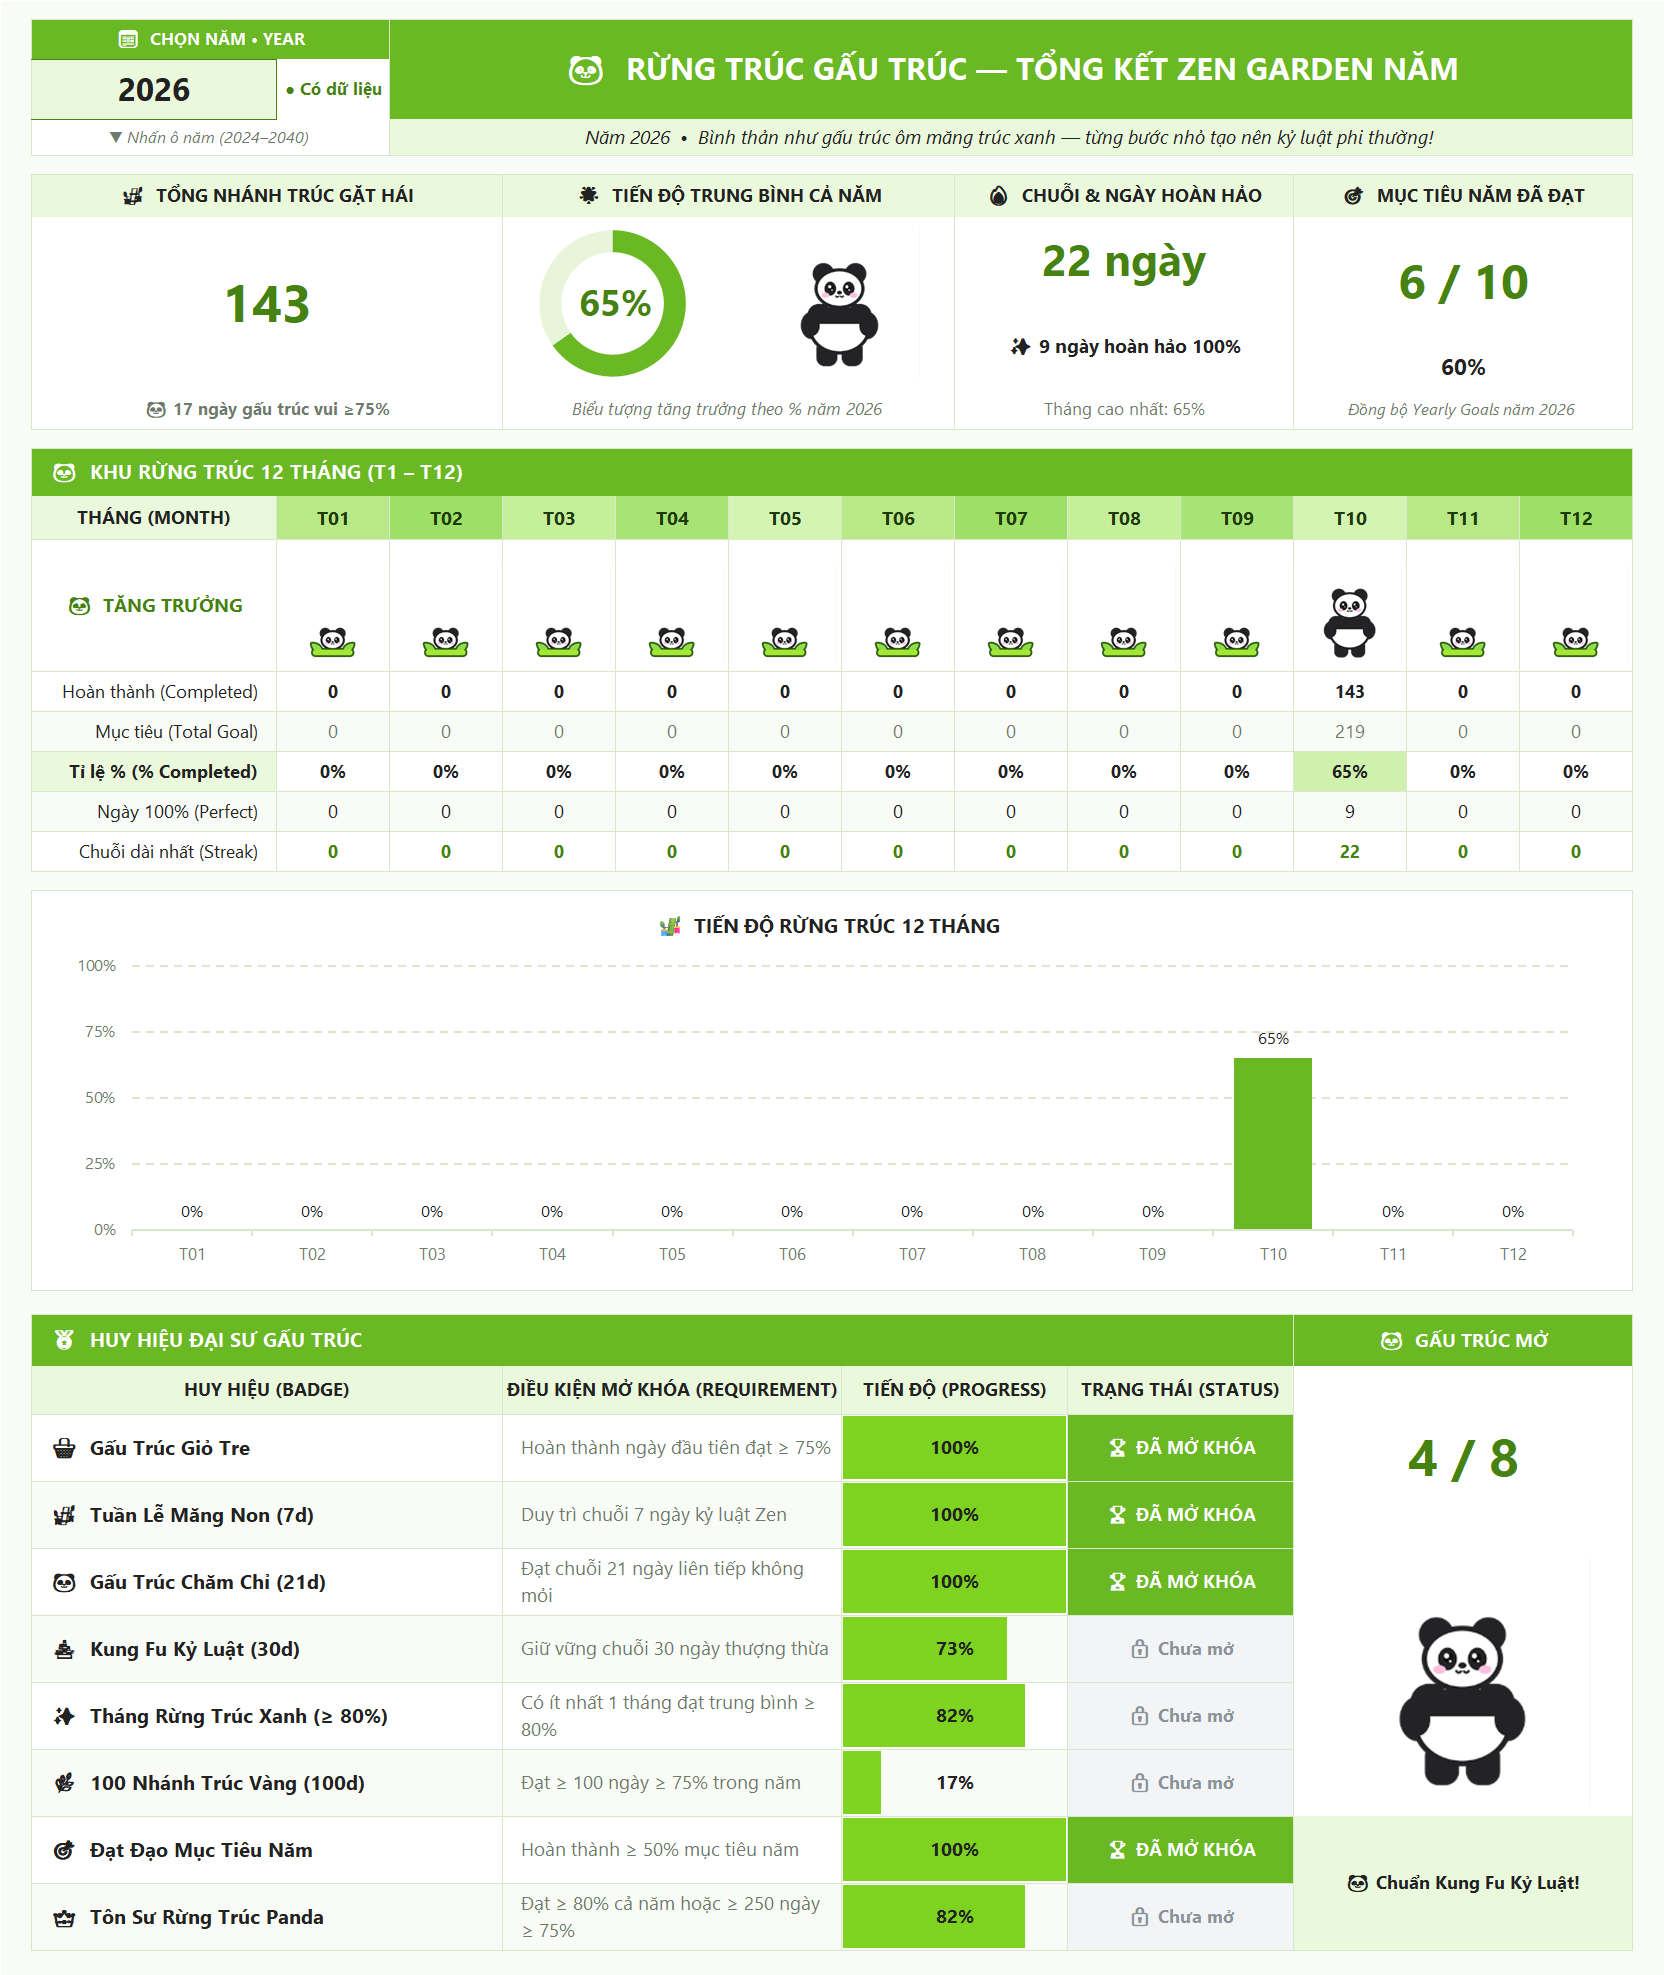 CHỌN NĂM • YEAR
2026
● Có dữ liệu
▼ Nhấn ô năm (2024–2040)
RỪNG TRÚC GẤU TRÚC — TỔNG KẾT ZEN GARDEN NĂM
Năm 2026 • Bình thản như gấu trúc ôm măng trúc xanh — từng bước nhỏ tạo nên kỷ luật phi thường!
TỔNG NHÁNH TRÚC GẶT HÁI
143
17 ngày gấu trúc vui ≥75%
TIẾN ĐỘ TRUNG BÌNH CẢ NĂM
65%
Biểu tượng tăng trưởng theo % năm 2026
CHUỖI & NGÀY HOÀN HẢO
22 ngày
9 ngày hoàn hảo 100%
Tháng cao nhất: 65%
MỤC TIÊU NĂM ĐÃ ĐẠT
6 / 10
60%
Đồng bộ Yearly Goals năm 2026
KHU RỪNG TRÚC 12 THÁNG (T1 – T12)
THÁNG (MONTH) T01 T02 T03 T04 T05 T06 T07 T08 T09 T10 T11 T12
TĂNG TRƯỞNG
Hoàn thành (Completed) 0 0 0 0 0 0 0 0 0 143 0 0
Mục tiêu (Total Goal) 0 0 0 0 0 0 0 0 0 219 0 0
Tỉ lệ % (% Completed) 0% 0% 0% 0% 0% 0% 0% 0% 0% 65% 0% 0%
Ngày 100% (Perfect) 0 0 0 0 0 0 0 0 0 9 0 0
Chuỗi dài nhất (Streak) 0 0 0 0 0 0 0 0 0 22 0 0
TIẾN ĐỘ RỪNG TRÚC 12 THÁNG
100%
75%
65%
50%
25%
0% 0% 0% 0% 0% 0% 0% 0% 0% 0% 0%
0%
T01 T02 T03 T04 T05 T06 T07 T08 T09 T10 T11 T12
HUY HIỆU ĐẠI SƯ GẤU TRÚC
HUY HIỆU (BADGE) ĐIỀU KIỆN MỞ KHÓA (REQUIREMENT) TIẾN ĐỘ (PROGRESS) TRẠNG THÁI (STATUS)
Gấu Trúc Giỏ Tre Hoàn thành ngày đầu tiên đạt ≥ 75% 100% ĐÃ MỞ KHÓA
Tuần Lễ Măng Non (7d) Duy trì chuỗi 7 ngày kỷ luật Zen 100% ĐÃ MỞ KHÓA
Gấu Trúc Chăm Chỉ (21d) Đạt chuỗi 21 ngày liên tiếp không
mỏi 100% ĐÃ MỞ KHÓA
Kung Fu Kỷ Luật (30d) Giữ vững chuỗi 30 ngày thượng thừa 73% Chưa mở
Tháng Rừng Trúc Xanh (≥ 80%) Có ít nhất 1 tháng đạt trung bình ≥
80% 82% Chưa mở
100 Nhánh Trúc Vàng (100d) Đạt ≥ 100 ngày ≥ 75% trong năm 17% Chưa mở
Đạt Đạo Mục Tiêu Năm Hoàn thành ≥ 50% mục tiêu năm 100% ĐÃ MỞ KHÓA
Tôn Sư Rừng Trúc Panda Đạt ≥ 80% cả năm hoặc ≥ 250 ngày
≥ 75% 82% Chưa mở
GẤU TRÚC MỞ
4 / 8
Chuẩn Kung Fu Kỷ Luật!